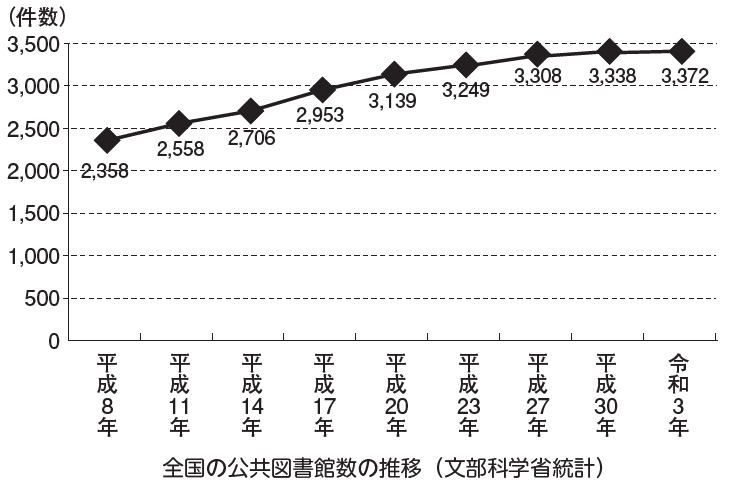 （件数）
3,500
3,000
2,500
2,000
1,500
1,000
500
0
2,358
2,558
2,706
2,953
3,139
3,249
3,308
3,338
3,372
平成8年
平成11年
平成14年
平成17年
平成20年
平成23年
平成27年
平成30年
令和3年
全国の公共図書館数の推移（文部科学省統計）